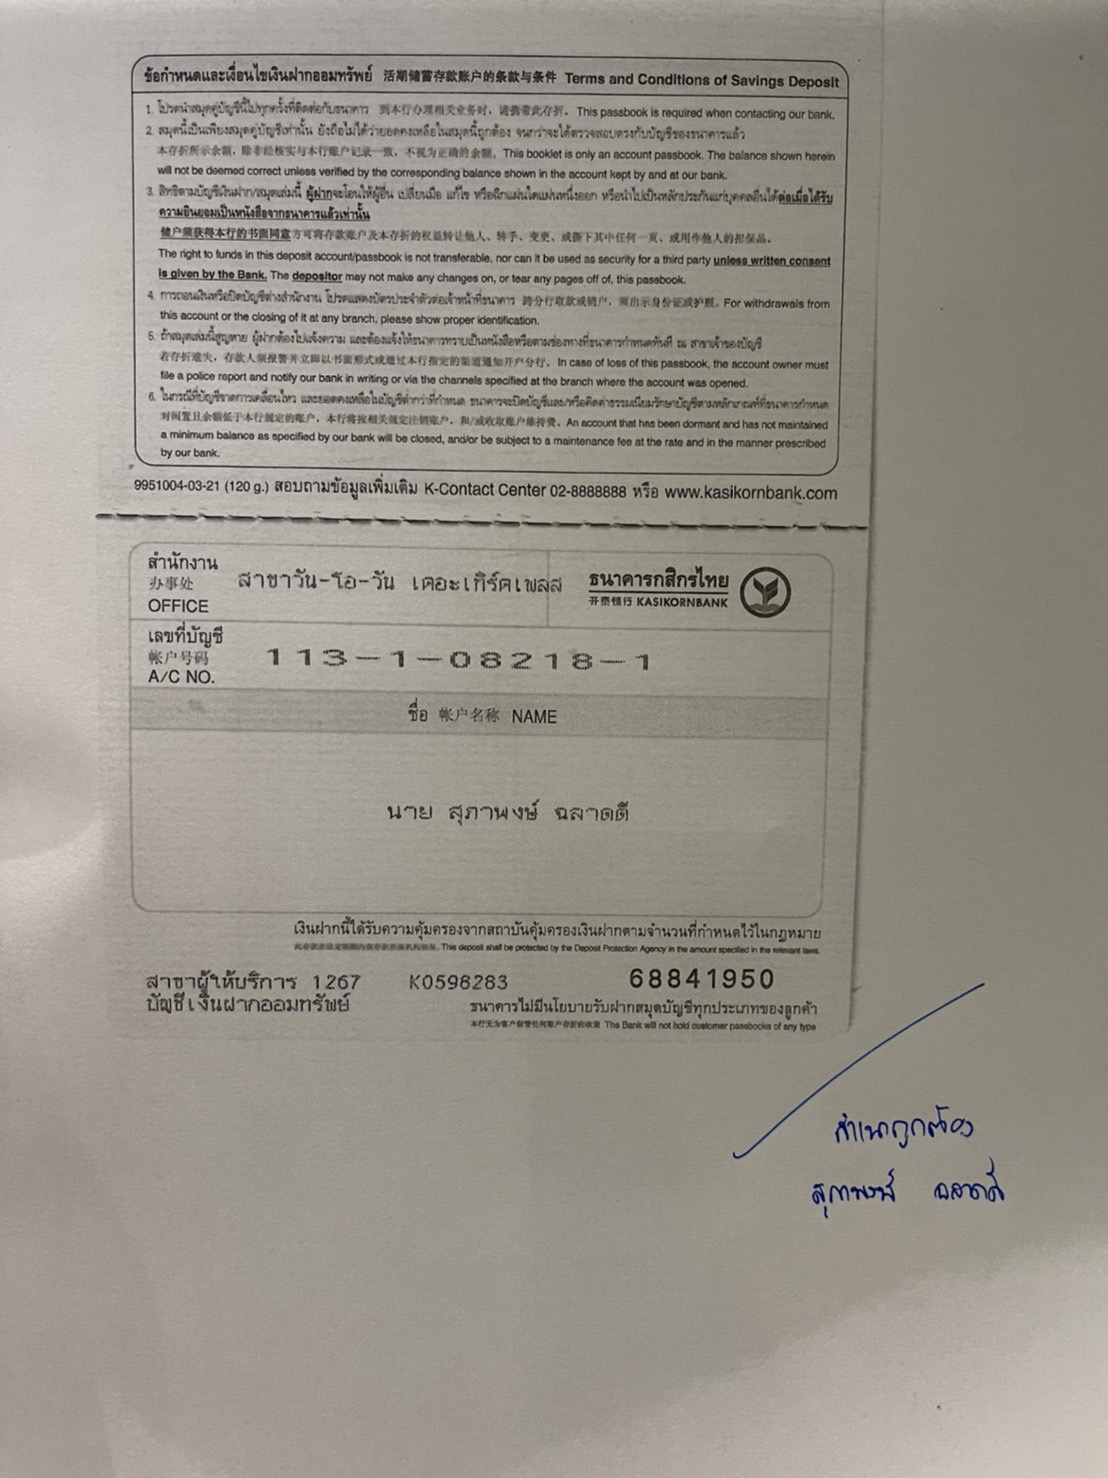 ข้อกำหนดและเงื่อนไขเงินฝากออมทรัพย์ 活期储蓄存款账户的条款与条件 Terms and Conditions of Savings Deposit
1. โปรดนำสมุดคู่บัญชีนี้ไปทุกครั้งที่ติดต่อกับธนาคาร 到本行办理相关业务时，请携带此存折。 This passbook is required when contacting our bank.
2. สมุดนี้เป็นเพียงสมุดคู่บัญชีเท่านั้น ยังถือไม่ได้ว่ายอดคงเหลือในสมุดนี้ถูกต้อง จนกว่าจะได้ตรวจสอบตรงกับบัญชีของธนาคารแล้ว
本存折所示余额，除非经核实与本行账户记录一致，不视为正确的余额。 This booklet is only an account passbook. The balance shown herein
will not be deemed correct unless verified by the corresponding balance shown in the account kept by and at our bank.
3. สิทธิตามบัญชีเงินฝาก/สมุดเล่มนี้ ผู้ฝากจะโอนให้ผู้อื่น เปลี่ยนมือ แก้ไข หรือฉีกแผ่นใดแผ่นหนึ่งออก หรือนำไปเป็นหลักประกันแก่บุคคลอื่นได้ต่อเมื่อได้รับ
ความยินยอมเป็นหนังสือจากธนาคารแล้วเท่านั้น
储户须获得本行的书面同意方可将存款账户及本存折的权益转让他人、转手、变更、或撕下其中任何一页、或用作他人的担保品。
The right to funds in this deposit account/passbook is not transferable, nor can it be used as security for a third party unless written consent
is given by the Bank. The depositor may not make any changes on, or tear any pages off of, this passbook.
4. การถอนเงินหรือปิดบัญชีต่างสำนักงาน โปรดแสดงบัตรประจำตัวต่อเจ้าหน้าที่ธนาคาร 跨分行取款或销户，须出示身份证或护照。 For withdrawals from
this account or the closing of it at any branch, please show proper identification.
5. ถ้าสมุดเล่มนี้สูญหาย ผู้ฝากต้องไปแจ้งความ และต้องแจ้งให้ธนาคารทราบเป็นหนังสือหรือตามช่องทางที่ธนาคารกำหนดทันที ณ สาขาเจ้าของบัญชี
若存折遗失，存款人须报警并立即以书面形式或通过本行指定的渠道通知开户分行。 In case of loss of this passbook, the account owner must
file a police report and notify our bank in writing or via the channels specified at the branch where the account was opened.
6. ในกรณีที่บัญชีขาดการเคลื่อนไหว และยอดคงเหลือในบัญชีต่ำกว่าที่กำหนด ธนาคารจะปิดบัญชีและ/หรือคิดค่าธรรมเนียมรักษาบัญชีตามหลักเกณฑ์ที่ธนาคารกำหนด
对闲置且余额低于本行规定的账户，本行将按相关规定注销账户，和/或收取账户维持费。 An account that has been dormant and has not maintained
a minimum balance as specified by our bank will be closed, and/or be subject to a maintenance fee at the rate and in the manner prescribed
by our bank.
9951004-03-21 (120 g.) สอบถามข้อมูลเพิ่มเติม K-Contact Center 02-8888888 หรือ www.kasikornbank.com
สำนักงาน
办事处
OFFICE
สาขาวัน-โอ-วัน เดอะเทิร์ดเพลส
ธนาคารกสิกรไทย
开泰银行 KASIKORNBANK
เลขที่บัญชี
帐户号码
A/C NO.
113-1-08218-1
ชื่อ 帐户名称 NAME
นาย สุภาพงษ์ ฉลาดดี
เงินฝากนี้ได้รับความคุ้มครองจากสถาบันคุ้มครองเงินฝากตามจำนวนที่กำหนดไว้ในกฎหมาย
This deposit shall be protected by the Deposit Protection Agency in the amount specified in the relevant laws.
สาขาผู้ให้บริการ 1267 K0598283 68841950
บัญชีเงินฝากออมทรัพย์
ธนาคารไม่มีนโยบายรับฝากสมุดบัญชีทุกประเภทของลูกค้า
The Bank will not hold customer passbooks of any type
สำเนาถูกต้อง
สุภาพงษ์ ฉลาดดี